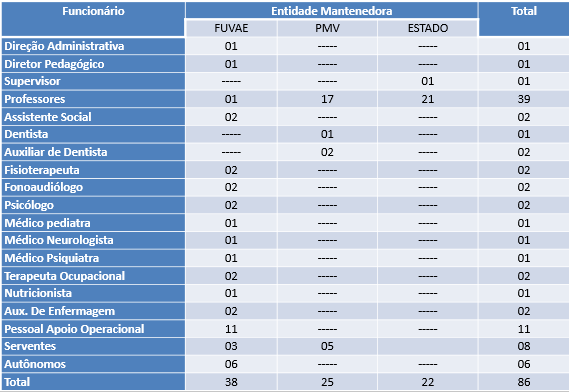 Funcionário Entidade Mantenedora Total
FUVAE PMV ESTADO
Direção Administrativa 01 ----- ----- 01
Diretor Pedagógico 01 ----- ----- 01
Supervisor ----- ----- 01 01
Professores 01 17 21 39
Assistente Social 02 ----- ----- 02
Dentista ----- 01 ----- 01
Auxiliar de Dentista ----- 02 ----- 02
Fisioterapeuta 02 ----- ----- 02
Fonoaudiólogo 02 ----- ----- 02
Psicólogo 02 ----- ----- 02
Médico pediatra 01 ----- ----- 01
Médico Neurologista 01 ----- ----- 01
Médico Psiquiatra 01 ----- ----- 01
Terapeuta Ocupacional 02 ----- ----- 02
Nutricionista 01 ----- ----- 01
Aux. De Enfermagem 02 ----- ----- 02
Pessoal Apoio Operacional 11 ----- ----- 11
Serventes 03 05 ----- 08
Autônomos 06 ----- ----- 06
Total 38 25 22 86